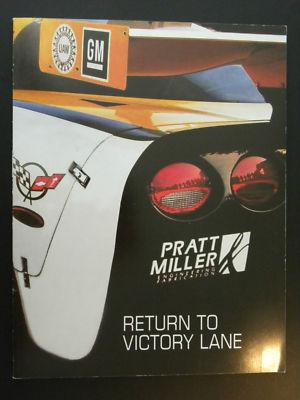 UAW
GM
PRATT
MILLER
ENGINEERING
FABRICATION
RETURN TO
VICTORY LANE